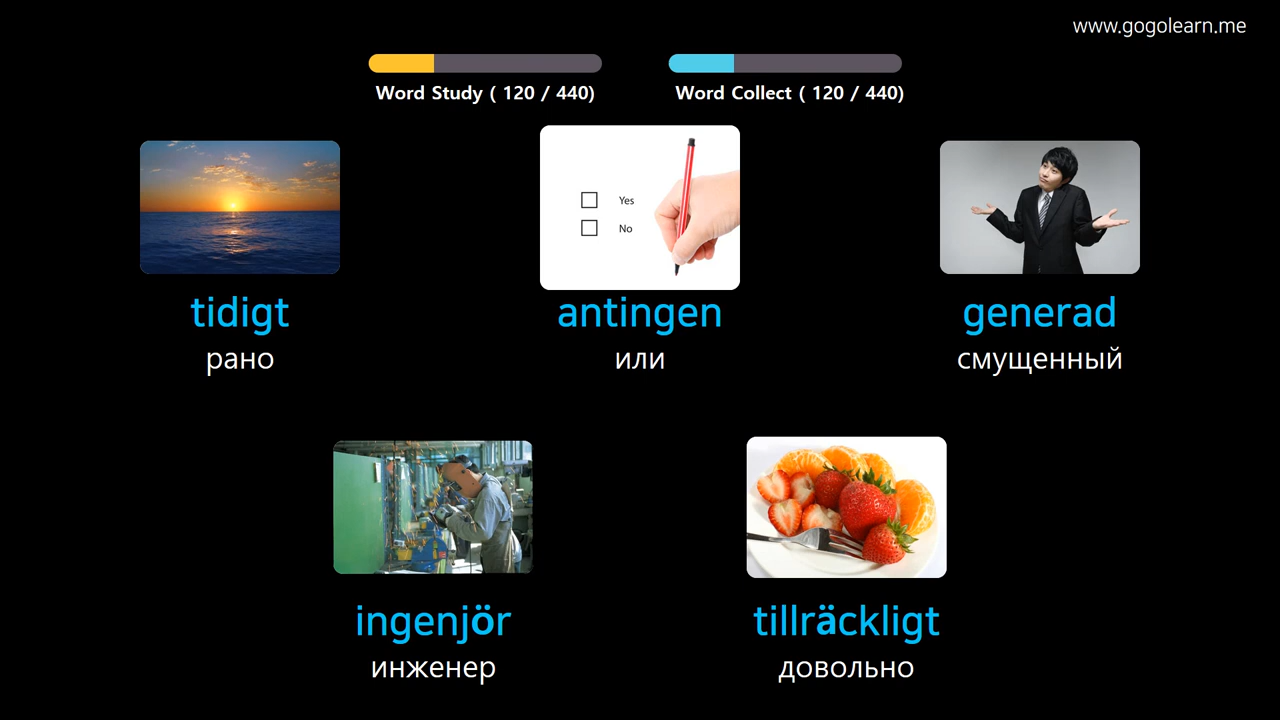 www.gogolearn.me
Word Study ( 120 / 440)
Word Collect ( 120 / 440)
Yes
No
tidigt
рано
antingen
или
generad
смущенный
ingenjör
инженер
tillräckligt
довольно